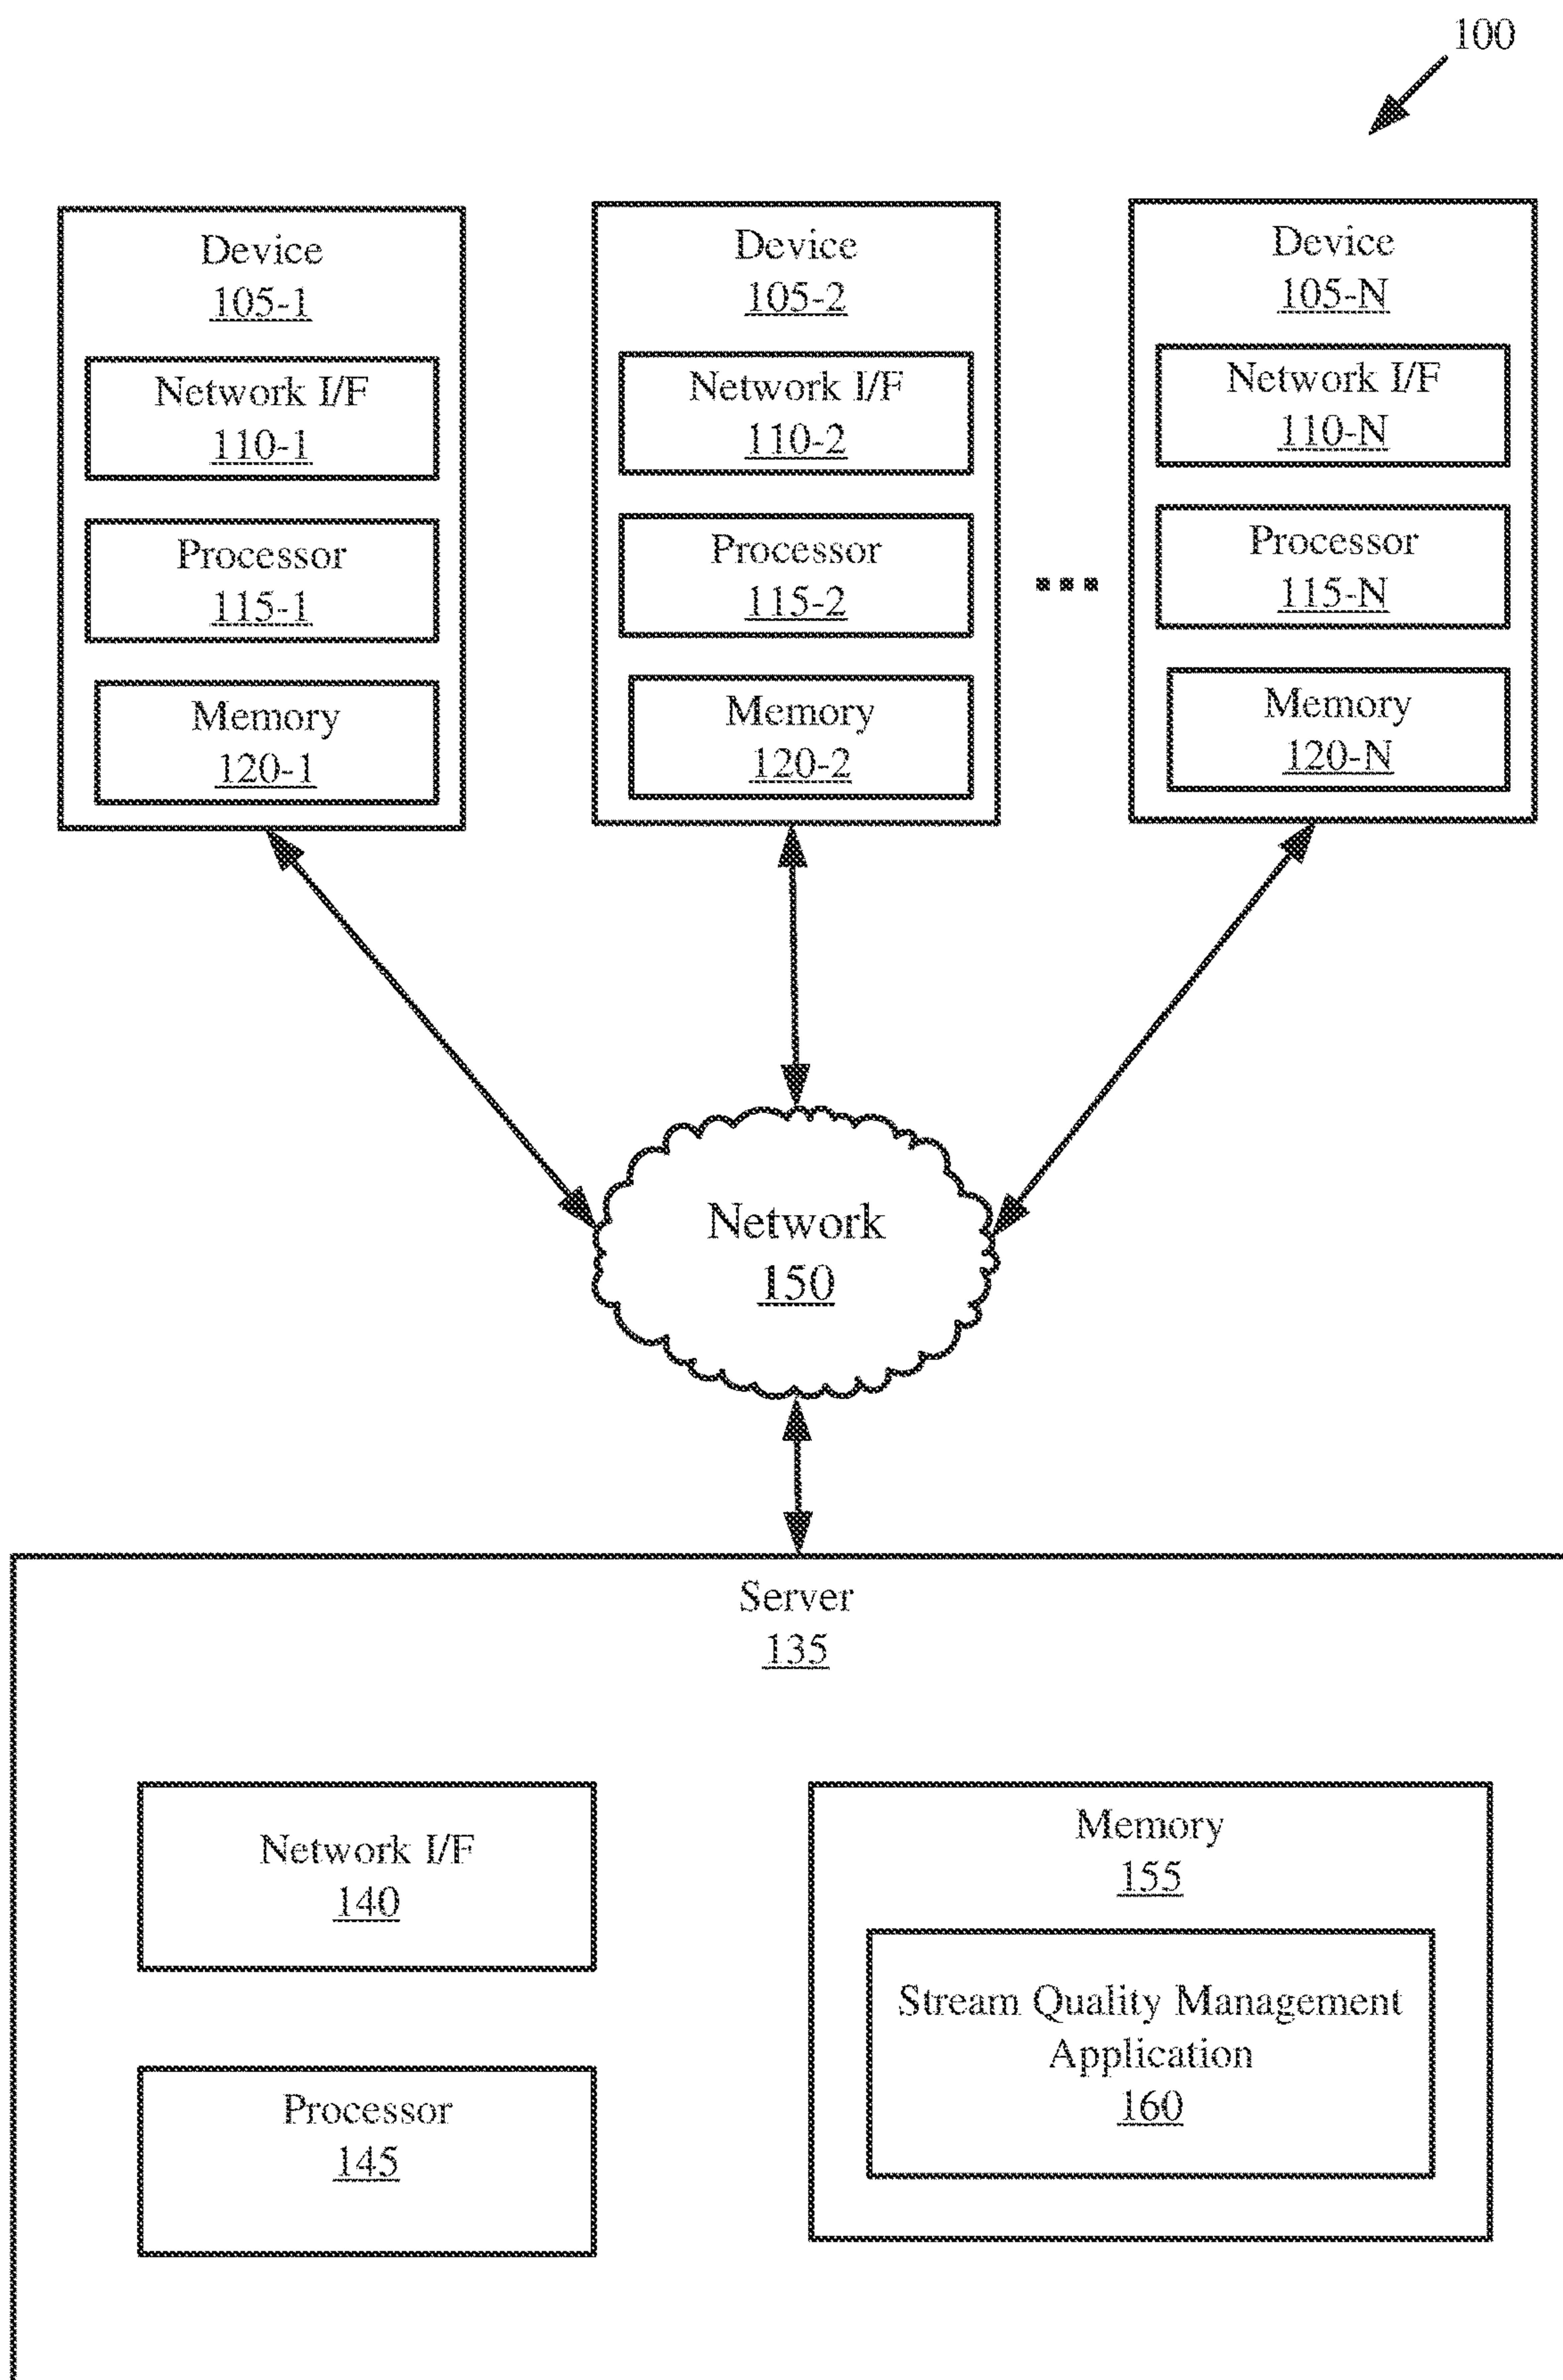 100
Device
105-1
Network I/F
110-1
Processor
115-1
Memory
120-1
Device
105-2
Network I/F
110-2
Processor
115-2
Memory
120-2
...
Device
105-N
Network I/F
110-N
Processor
115-N
Memory
120-N
Network
150
Server
135
Network I/F
140
Processor
145
Memory
155
Stream Quality Management
Application
160